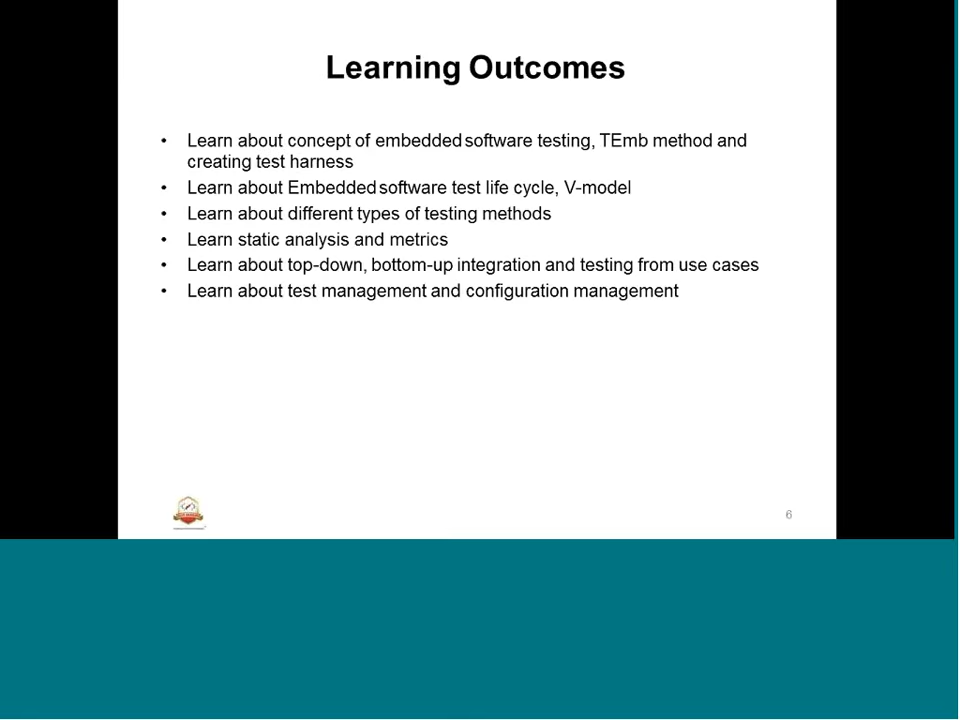 Learning Outcomes
• Learn about concept of embedded software testing, TEmb method and
creating test harness
• Learn about Embedded software test life cycle, V-model
• Learn about different types of testing methods
• Learn static analysis and metrics
• Learn about top-down, bottom-up integration and testing from use cases
• Learn about test management and configuration management
6